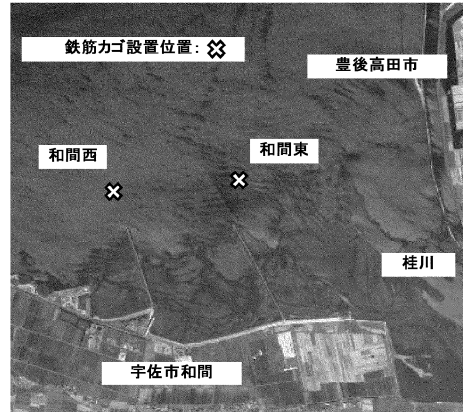 鉄筋カゴ設置位置:
豊後高田市
和間西
和間東
桂川
宇佐市和間